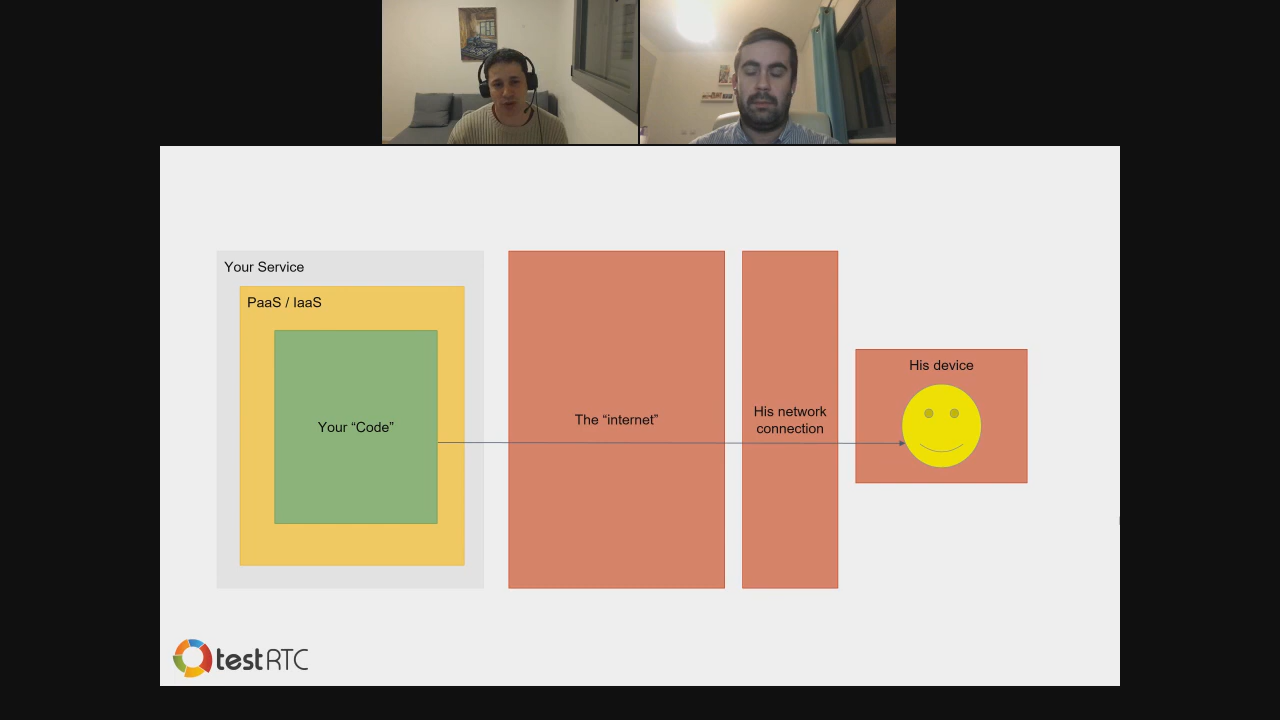 Your Service
PaaS / IaaS
Your “Code”
The “internet”
His network
connection
His device
testRTC